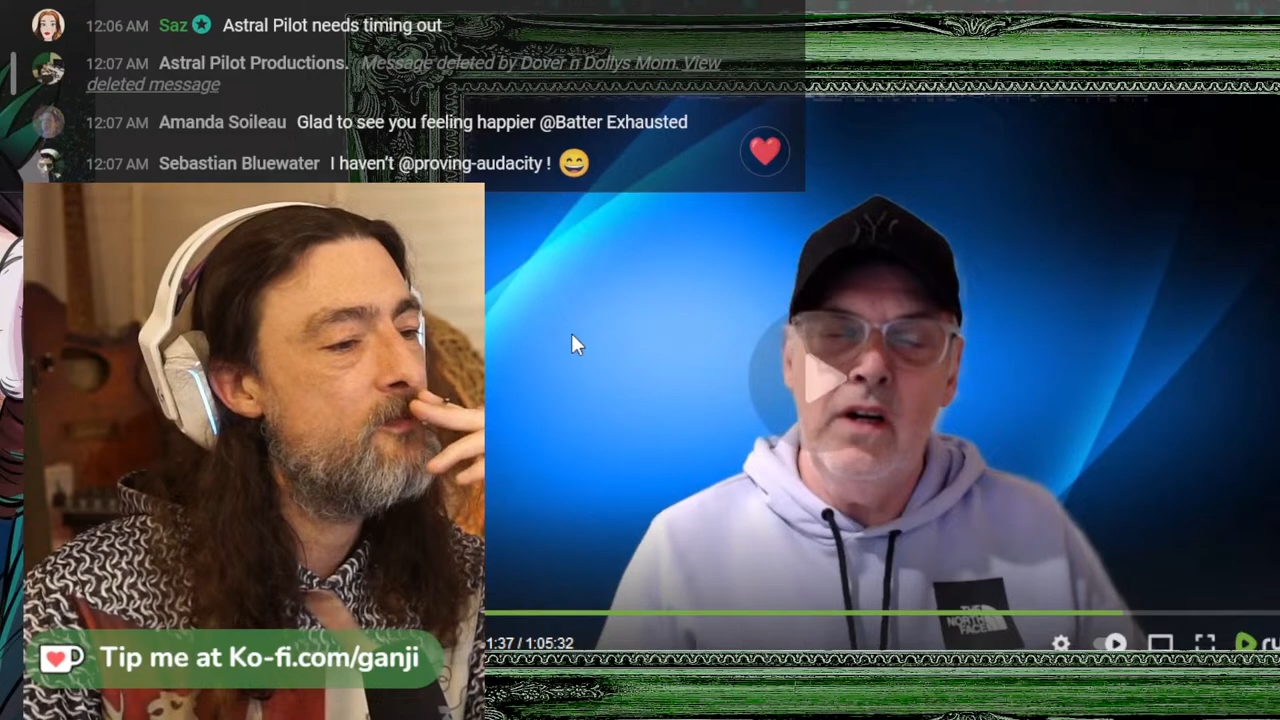 12:06 AM Saz Astral Pilot needs timing out
12:07 AM Astral Pilot Productions. Message deleted by Dover n Dollys Mom. View
deleted message
12:07 AM Amanda Soileau Glad to see you feeling happier @Batter Exhausted
12:07 AM Sebastian Bluewater I haven't @proving-audacity ! 😄
NY
THE
NORTH
FACE
1:37 / 1:05:32
Tip me at Ko-fi.com/ganji